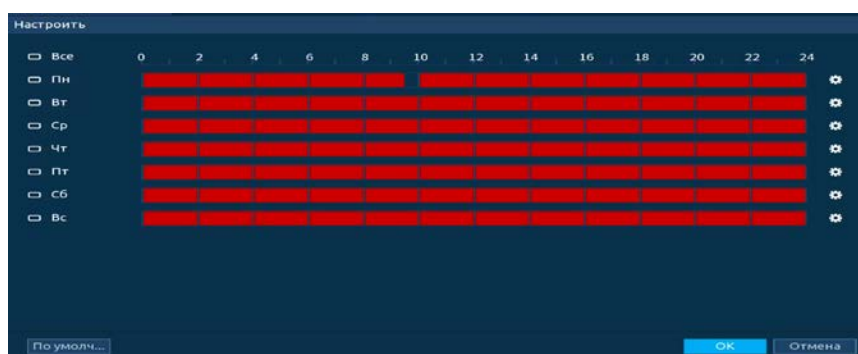 Настроить
Все 0 2 4 6 8 10 12 14 16 18 20 22 24
Пн
Вт
Ср
Чт
Пт
Сб
Вс
По умолч... ОК Отмена